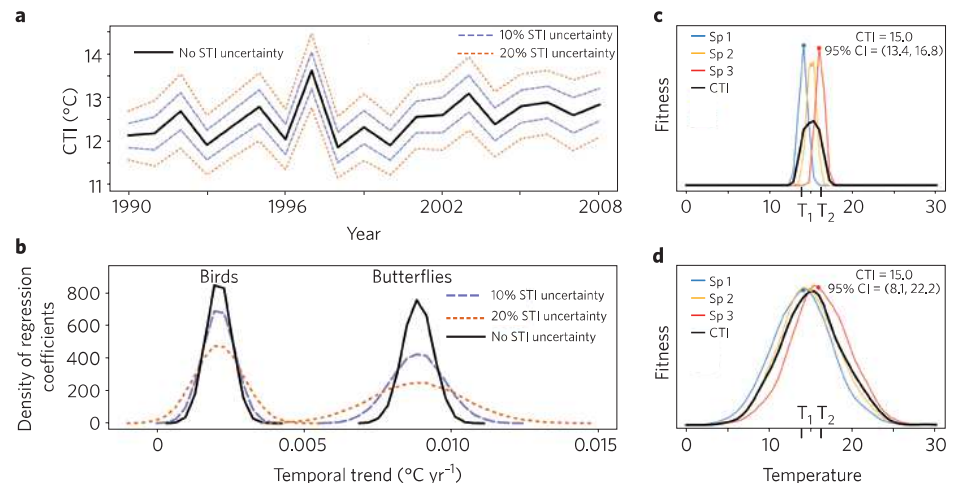 a
14
13
12
11
CTI (°C)
No STI uncertainty
10% STI uncertainty
20% STI uncertainty
1990
1996
2002
2008
Year
b
Birds
Butterflies
800
600
400
200
0
Density of regression
coefficients
10% STI uncertainty
20% STI uncertainty
No STI uncertainty
0
0.005
0.010
0.015
Temporal trend (°C yr⁻¹)
c
Sp 1
Sp 2
Sp 3
CTI
CTI = 15.0
95% CI = (13.4, 16.8)
Fitness
0
10
20
30
T₁ T₂
d
Sp 1
Sp 2
Sp 3
CTI
CTI = 15.0
95% CI = (8.1, 22.2)
Fitness
T₁ T₂
0
10
20
30
Temperature